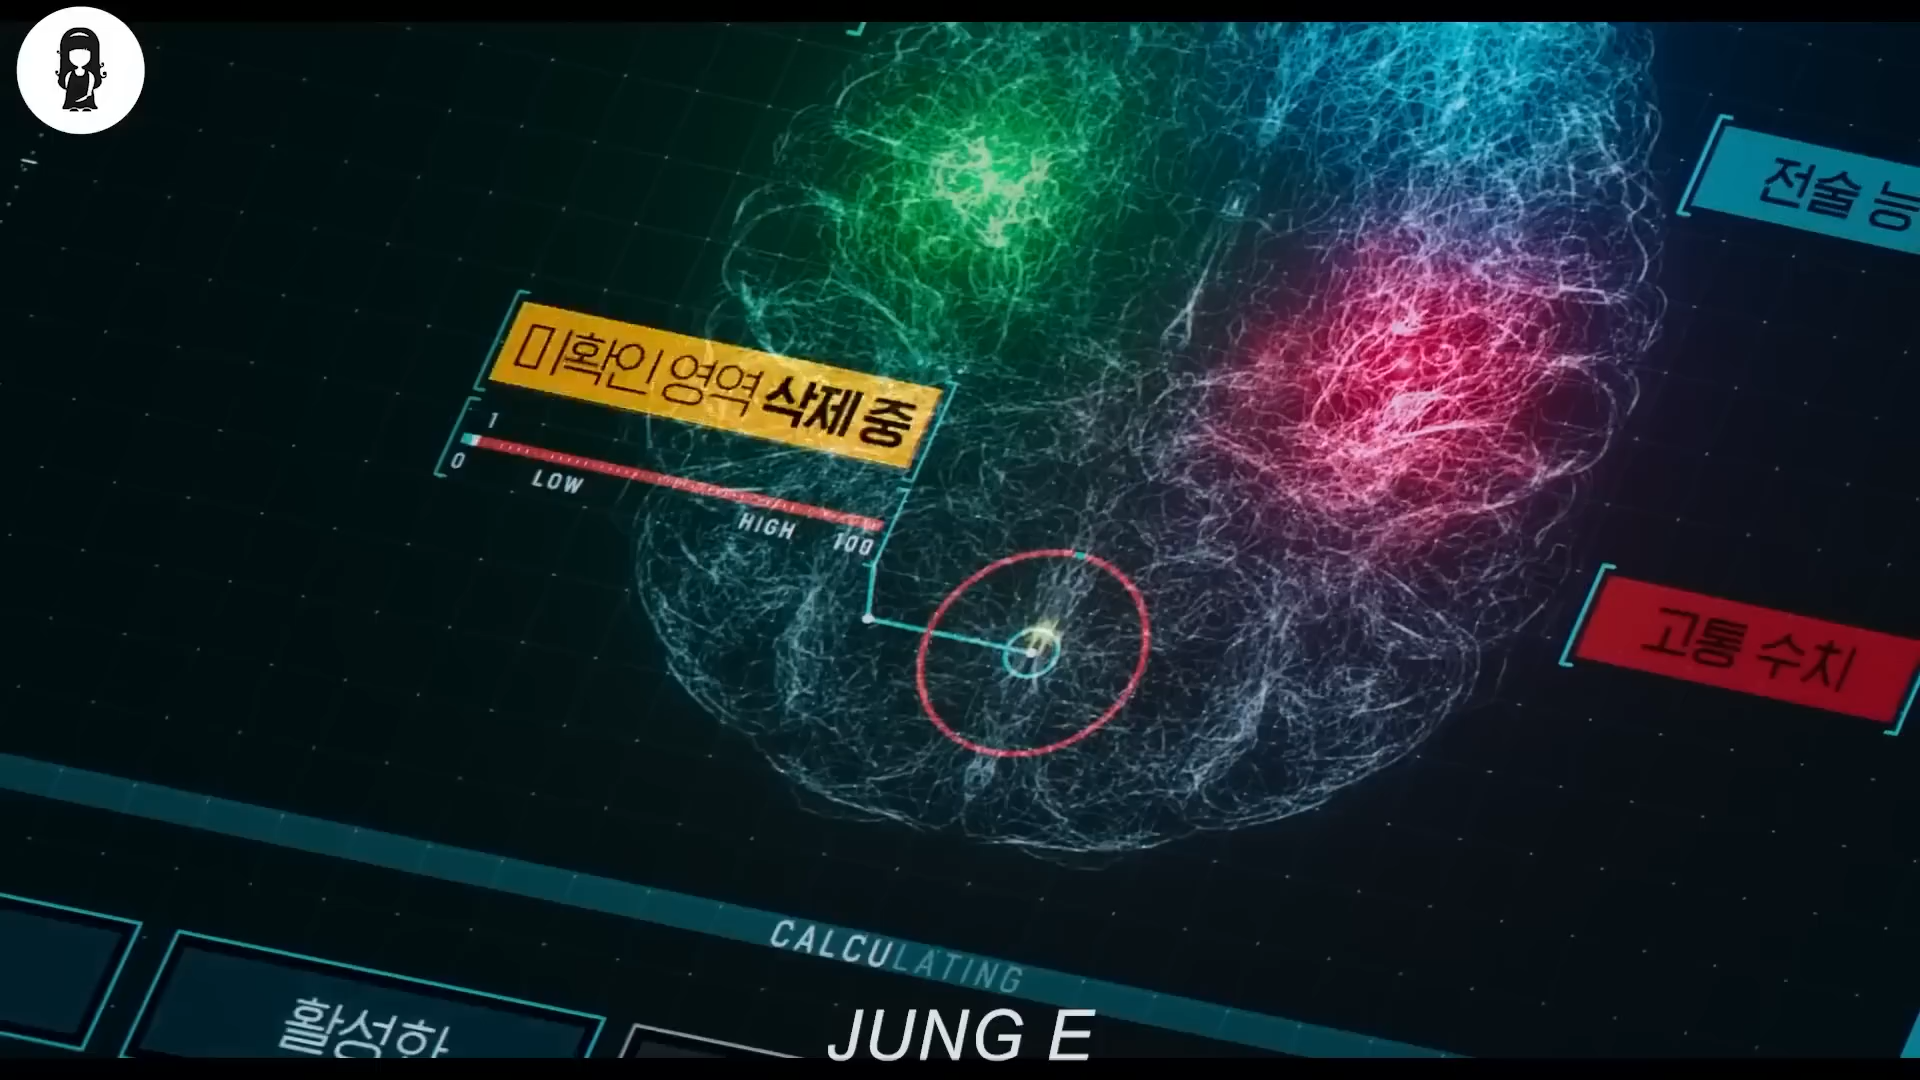 전술 능
미확인 영역 삭제 중
1
0
LOW
HIGH
100
고통 수치
CALCULATING
활성화
JUNG E